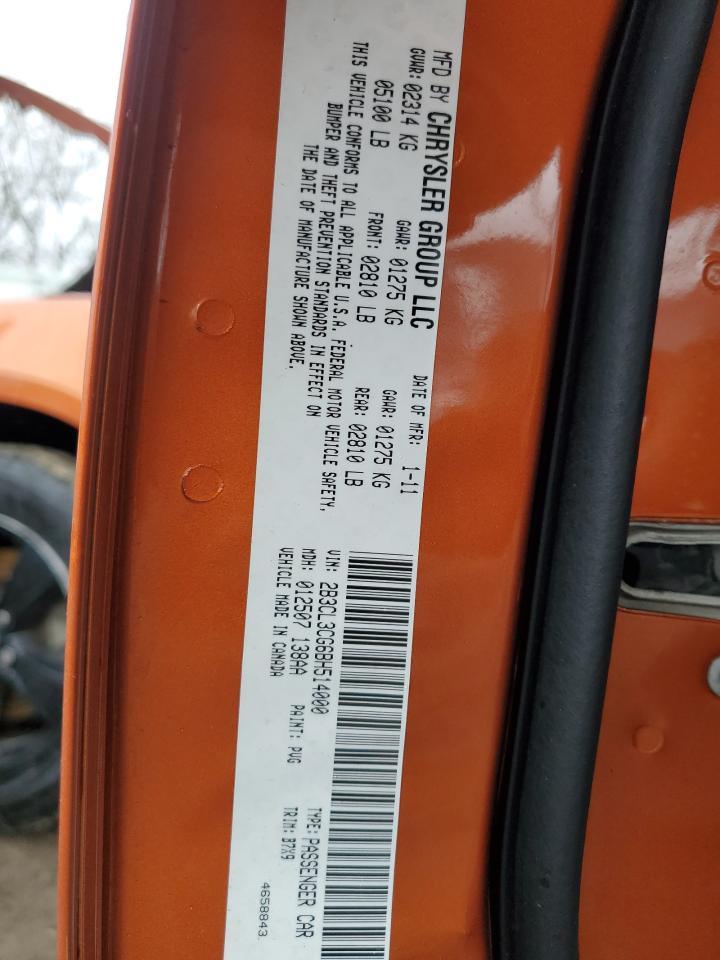 MFD BY CHRYSLER GROUP LLC DATE OF MFR: 1-11
GVWR: 02314 KG GAWR: 01275 KG GAWR: 01275 KG
05100 LB FRONT: 02810 LB REAR: 02810 LB
THIS VEHICLE CONFORMS TO ALL APPLICABLE U.S.A. FEDERAL MOTOR VEHICLE SAFETY,
BUMPER AND THEFT PREVENTION STANDARDS IN EFFECT ON
THE DATE OF MANUFACTURE SHOWN ABOVE.
VIN: 2B3CL3CG6BH514000 TYPE: PASSENGER CAR
MDH: 012507 138AA PAINT: PVG TRIM: B7X9
VEHICLE MADE IN CANADA 4658843